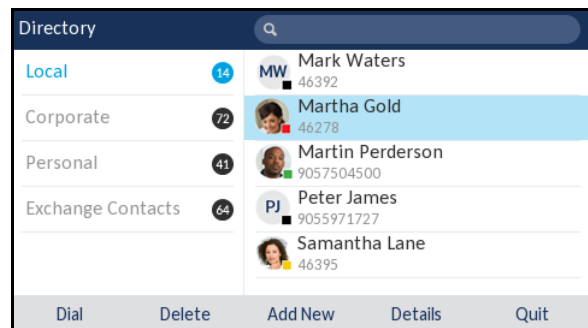 Directory
Local 14
Corporate 72
Personal 41
Exchange Contacts 64
MW Mark Waters
46392
Martha Gold
46278
Martin Perderson
9057504500
PJ Peter James
9055971727
Samantha Lane
46395
Dial Delete Add New Details Quit